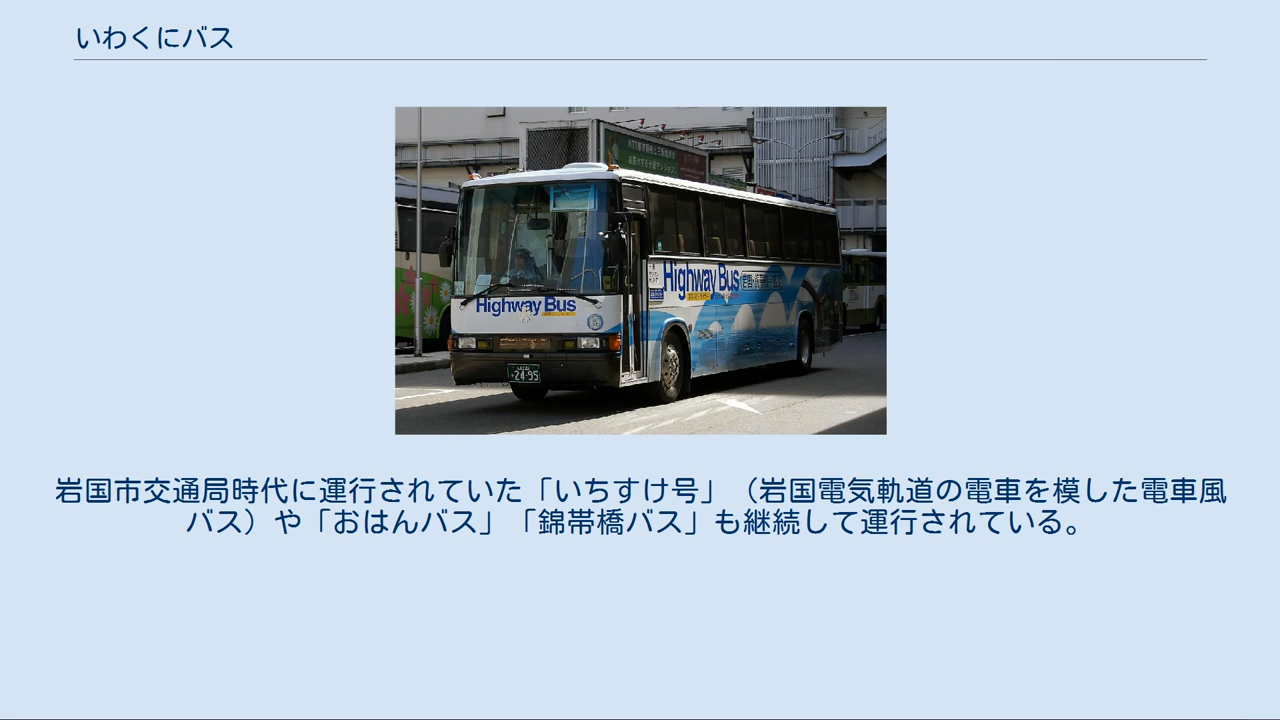 いわくにバス
Highway Bus
Highway Bus
24-95
岩国市交通局時代に運行されていた「いちすけ号」（岩国電気軌道の電車を模した電車風
バス）や「おはんバス」「錦帯橋バス」も継続して運行されている。